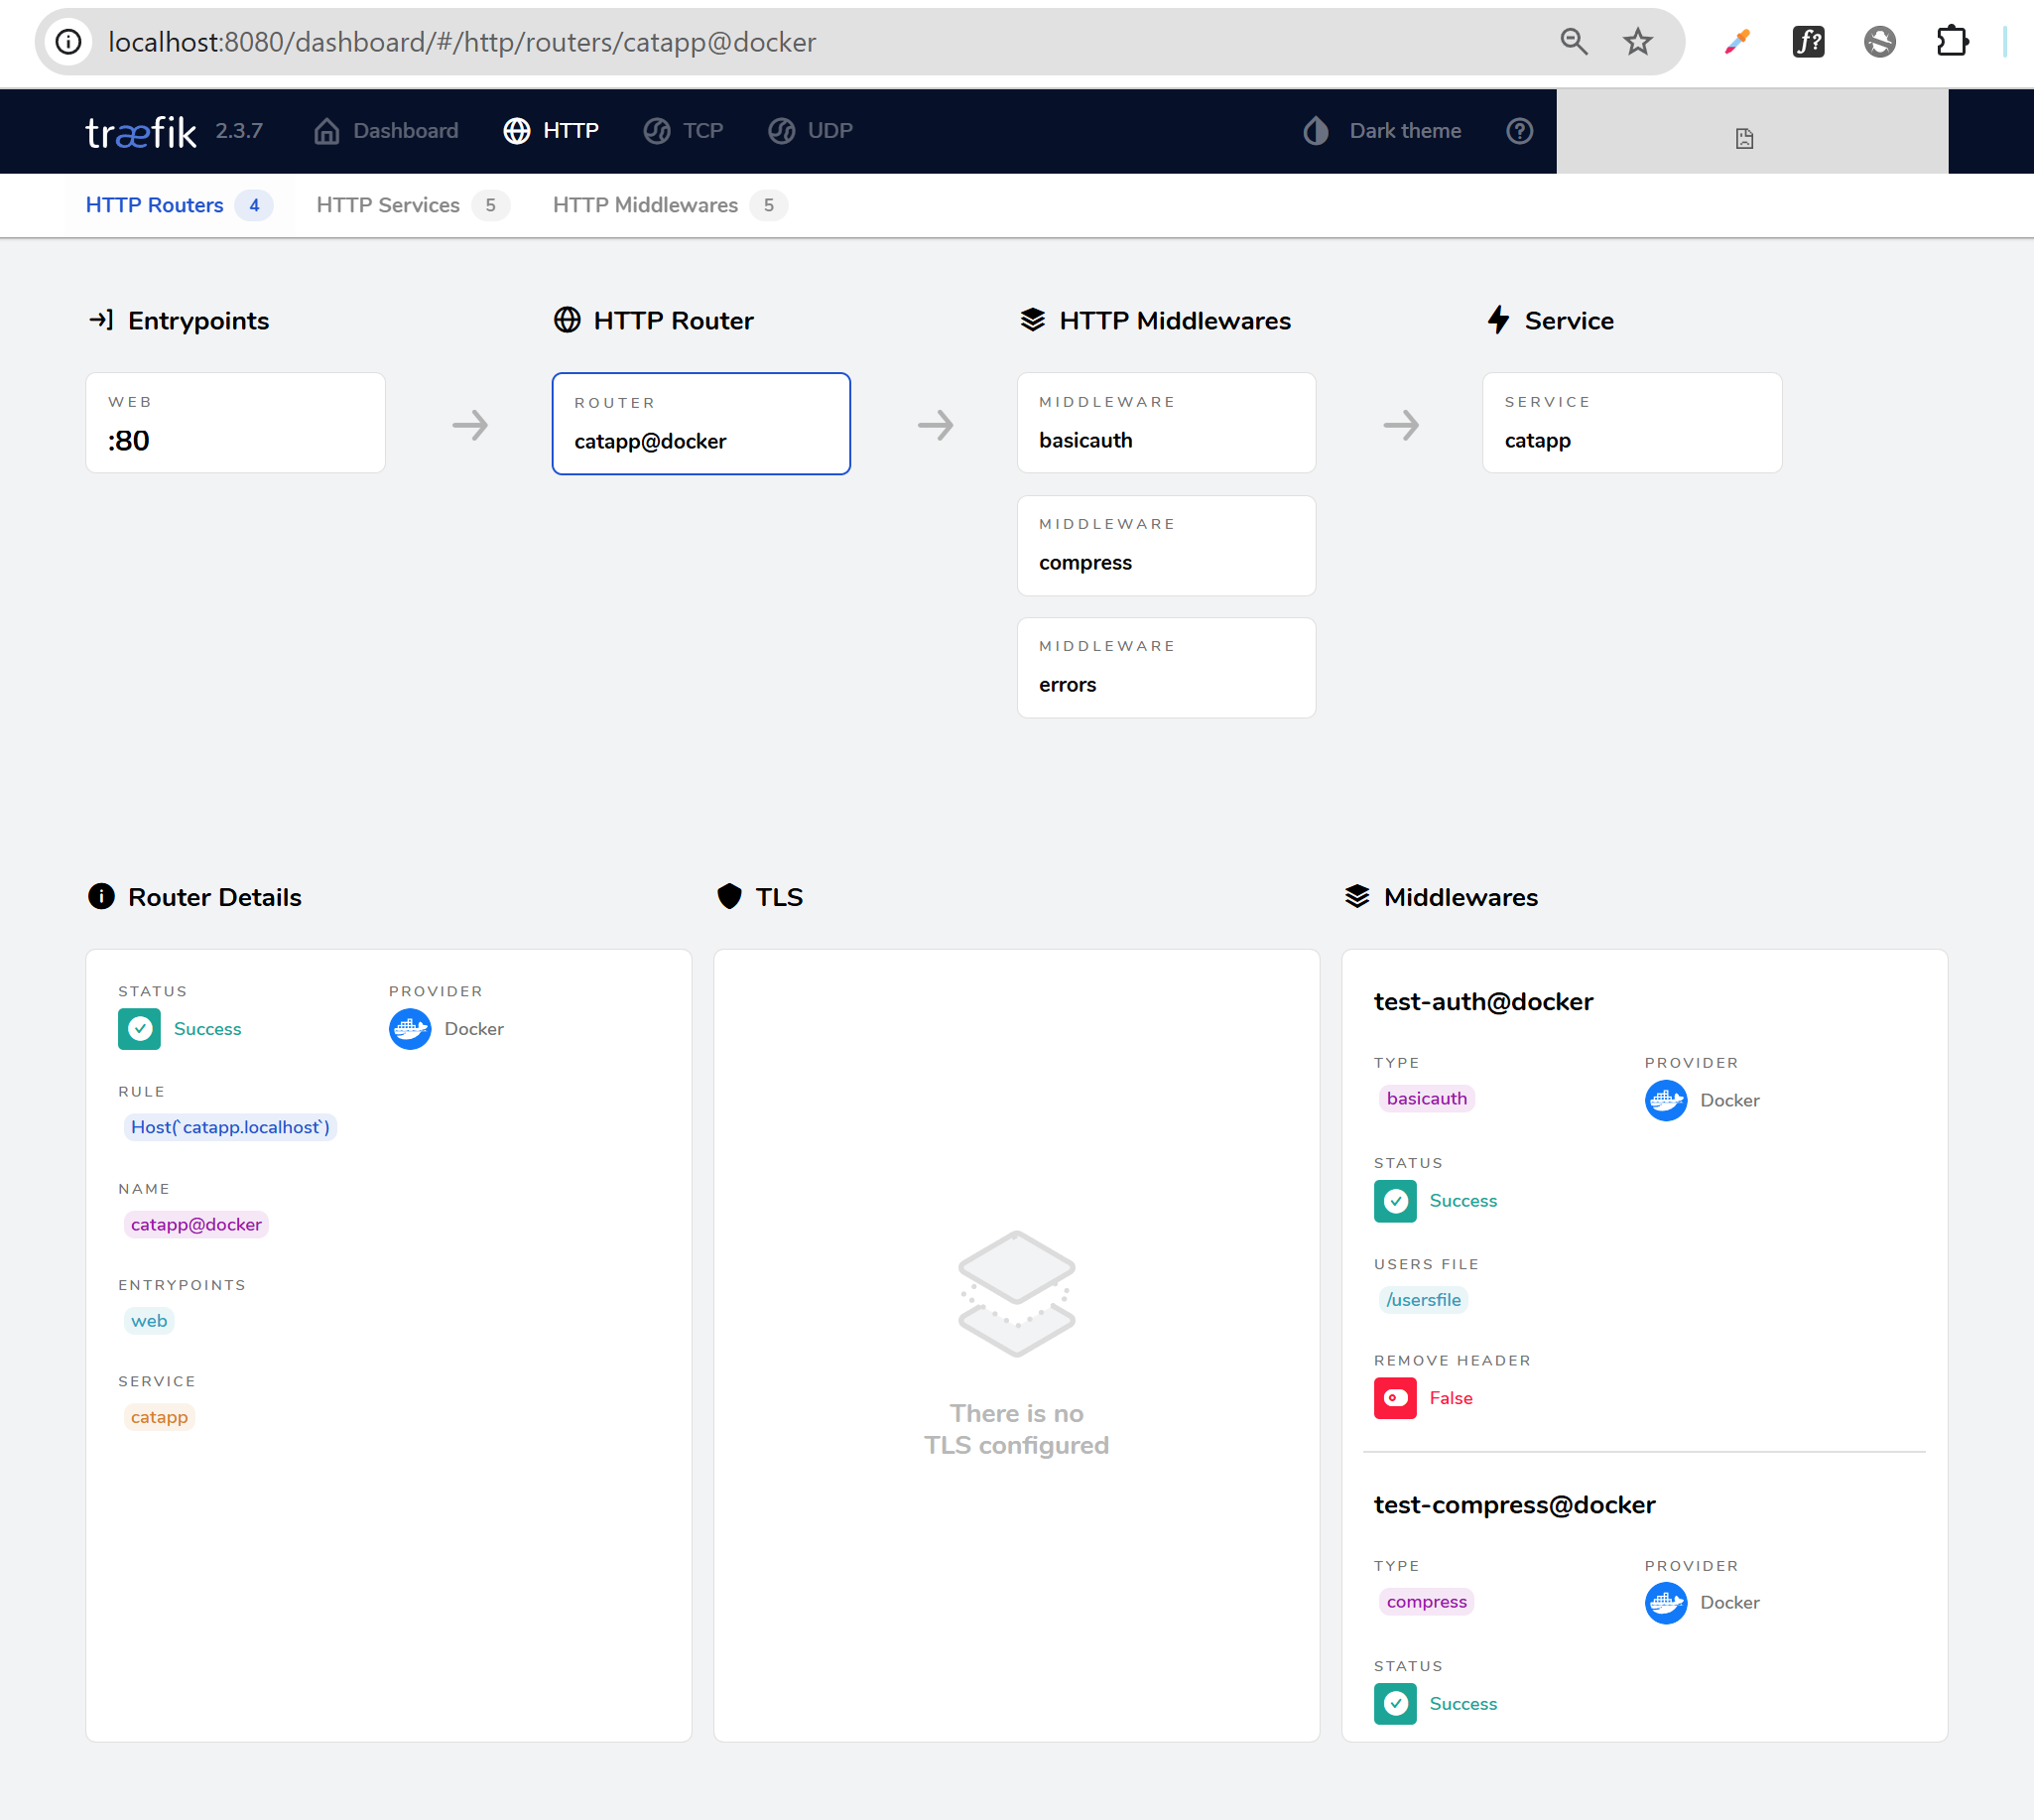 localhost:8080/dashboard/#/http/routers/catapp@docker
f?
træfik 2.3.7 Dashboard HTTP TCP UDP Dark theme
HTTP Routers 4 HTTP Services 5 HTTP Middlewares 5
Entrypoints HTTP Router HTTP Middlewares Service
WEB
:80
ROUTER
catapp@docker
MIDDLEWARE
basicauth
MIDDLEWARE
compress
MIDDLEWARE
errors
SERVICE
catapp
Router Details
STATUS PROVIDER
Success Docker
RULE
Host(`catapp.localhost`)
NAME
catapp@docker
ENTRYPOINTS
web
SERVICE
catapp
TLS
There is no
TLS configured
Middlewares
test-auth@docker
TYPE PROVIDER
basicauth Docker
STATUS
Success
USERS FILE
/usersfile
REMOVE HEADER
False
test-compress@docker
TYPE PROVIDER
compress Docker
STATUS
Success